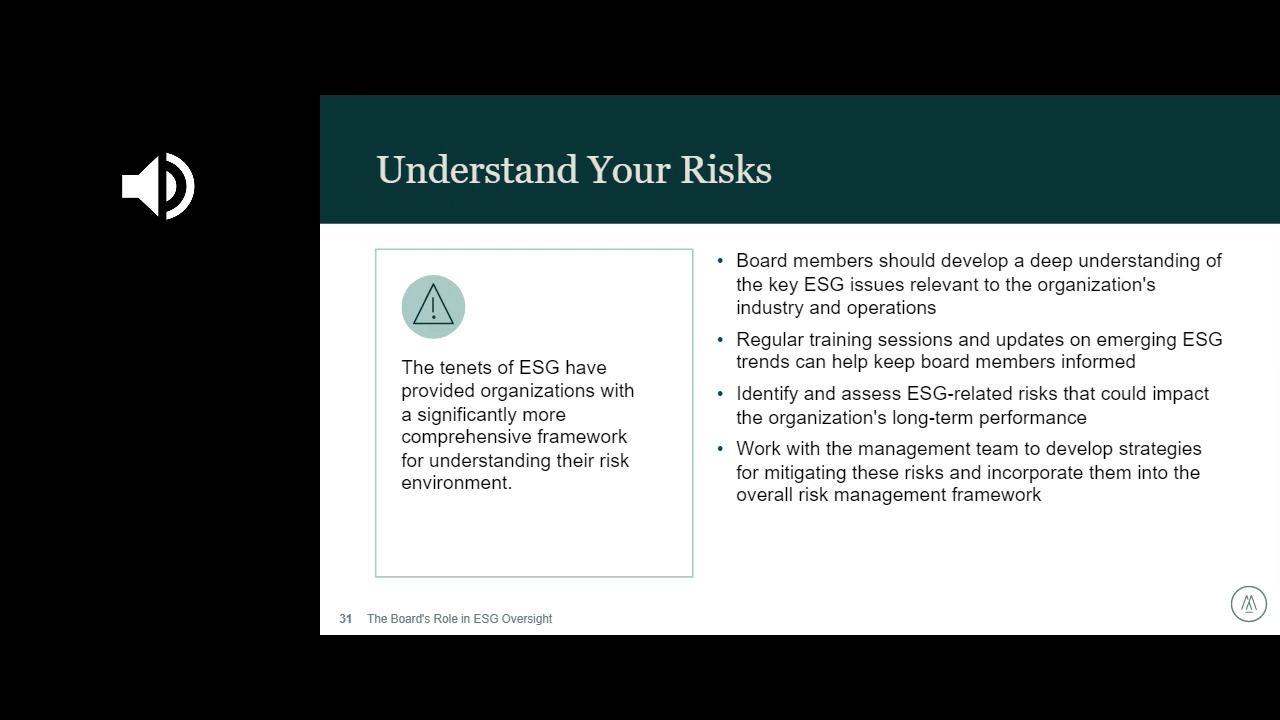 Understand Your Risks
The tenets of ESG have
provided organizations with
a significantly more
comprehensive framework
for understanding their risk
environment.
• Board members should develop a deep understanding of
the key ESG issues relevant to the organization's
industry and operations
• Regular training sessions and updates on emerging ESG
trends can help keep board members informed
• Identify and assess ESG-related risks that could impact
the organization's long-term performance
• Work with the management team to develop strategies
for mitigating these risks and incorporate them into the
overall risk management framework
31 The Board's Role in ESG Oversight